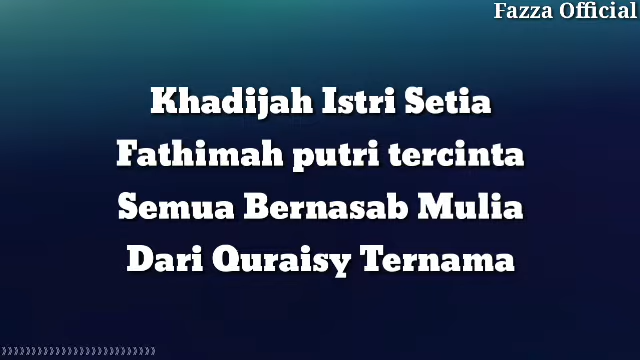 Fazza Official
Khadijah Istri Setia
Fathimah putri tercinta
Semua Bernasab Mulia
Dari Quraisy Ternama